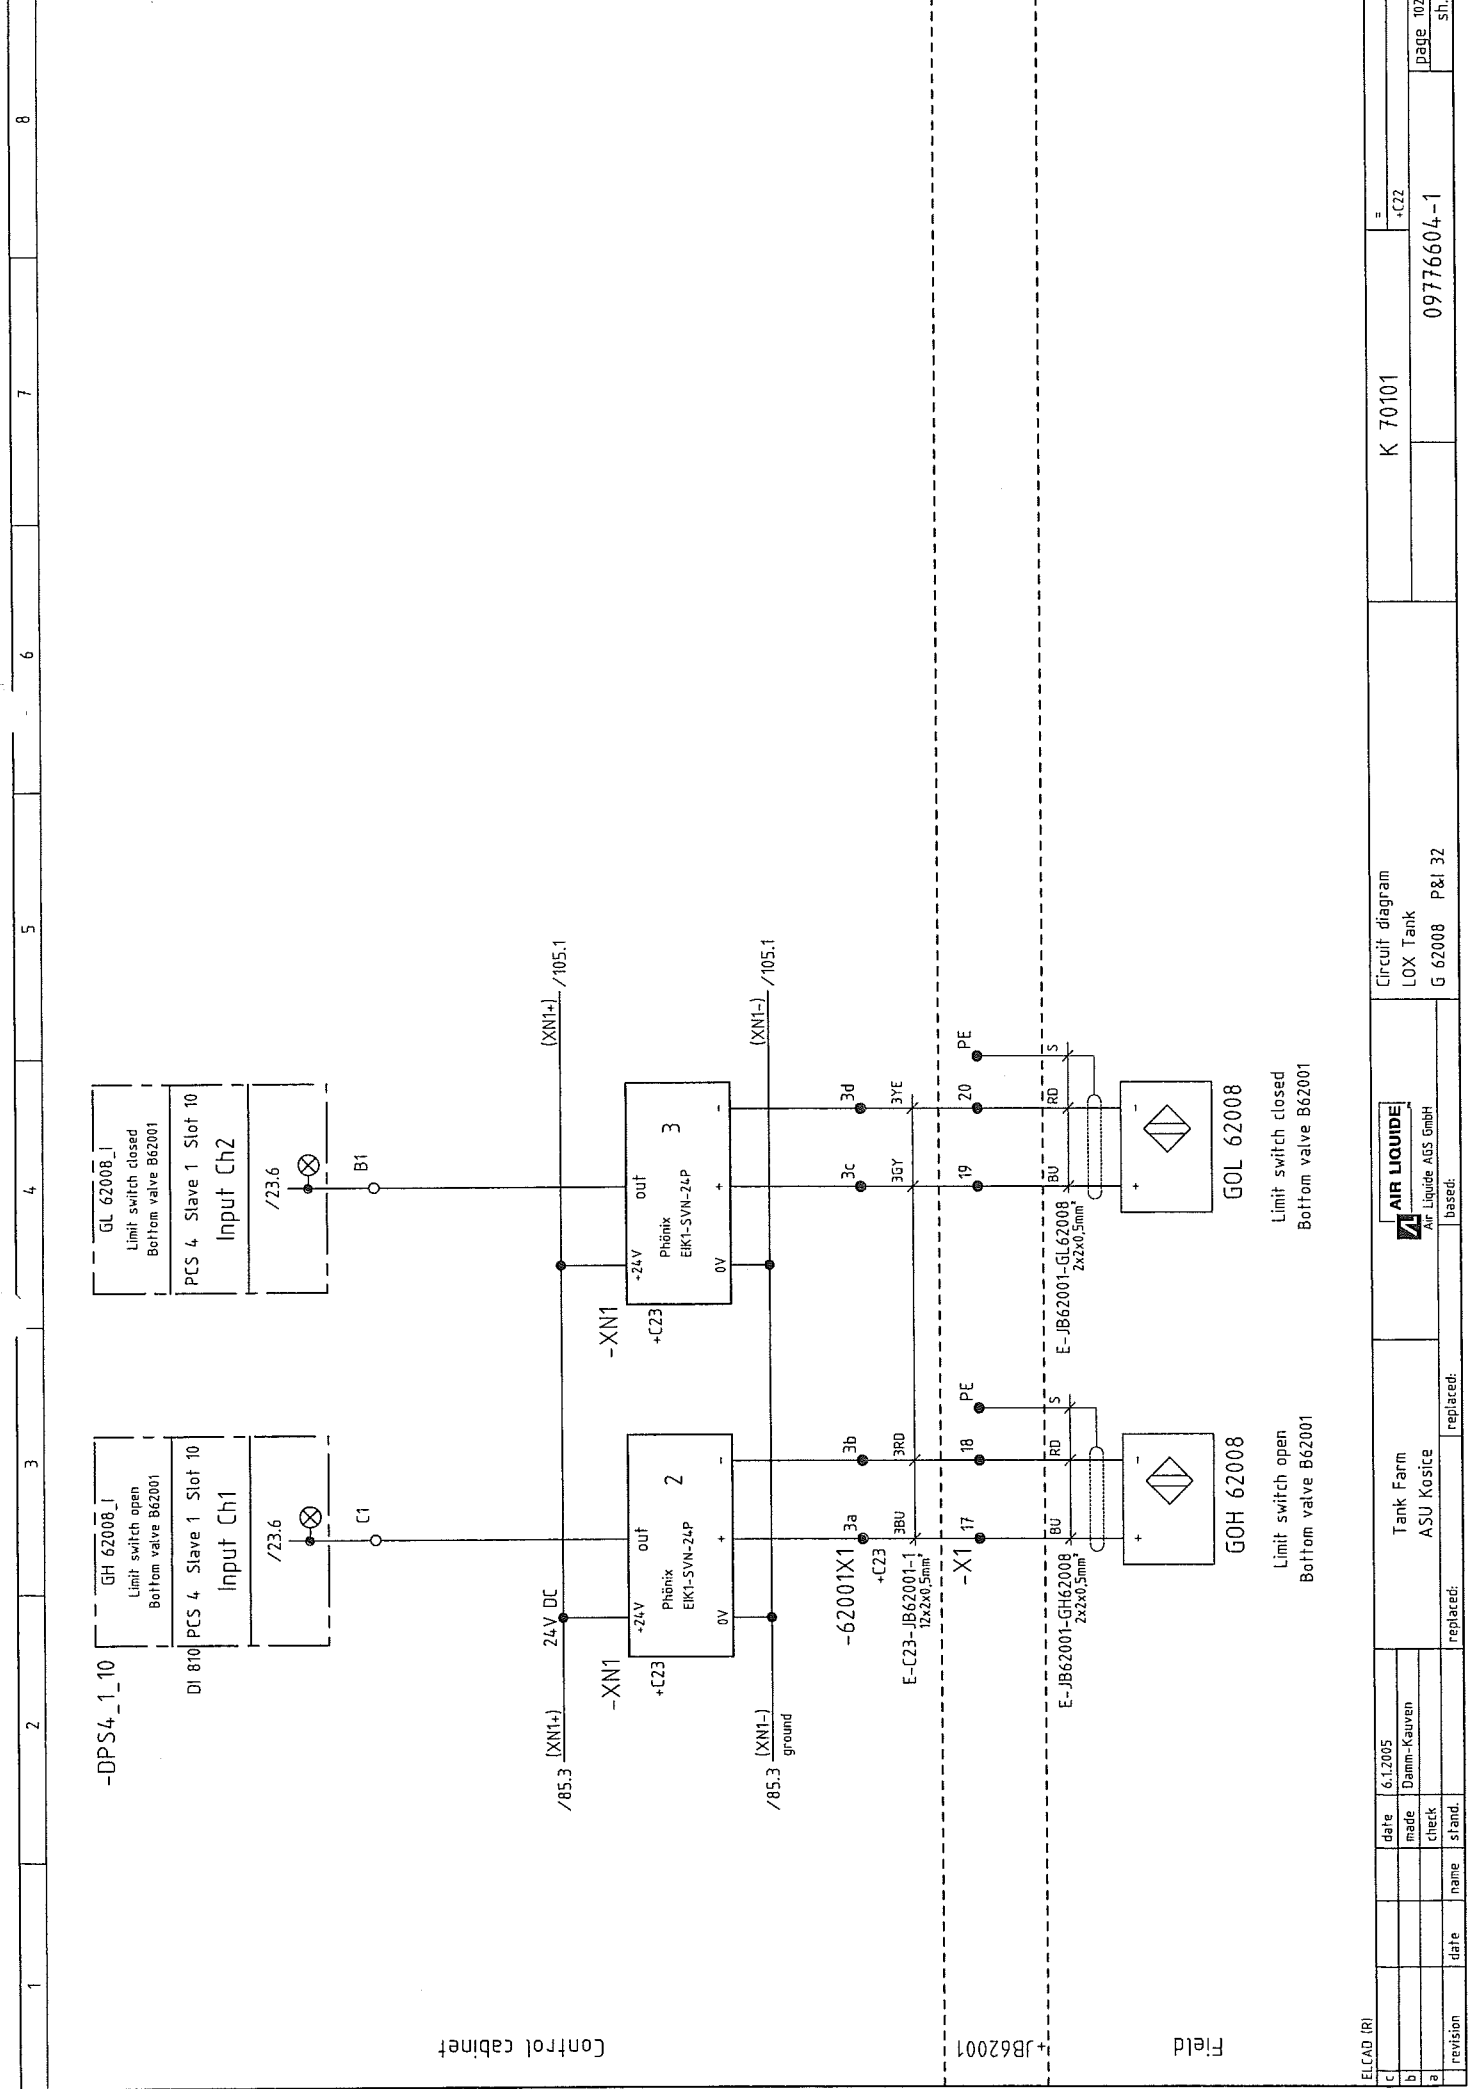 1
2
3
4
5
6
7
8
Control cabinet
+JB62001
Field
-DPS4_1_10
DI 810
GH 62008_I
Limit switch open
Bottom valve B62001
PCS 4 Slave 1 Slot 10
Input Ch1
/23.6
C1
GL 62008_I
Limit switch closed
Bottom valve B62001
PCS 4 Slave 1 Slot 10
Input Ch2
/23.6
B1
/85.3
(XN1+)
24V DC
(XN1+)
/105.1
-XN1
+C23
+24V
out
Phönix
EIK1-SVN-24P
2
0V
+
-
-XN1
+C23
+24V
out
Phönix
EIK1-SVN-24P
3
0V
+
-
/85.3
(XN1-)
ground
(XN1-)
/105.1
-62001X1
+C23
3a
3b
3c
3d
E-C23-JB62001-1
12x2x0,5mm²
3BU
3RD
3GY
3YE
-X1
17
18
PE
19
20
PE
E-JB62001-GH62008
2x2x0,5mm²
BU
RD
S
E-JB62001-GL62008
2x2x0,5mm²
BU
RD
S
+
-
+
-
GOH 62008
Limit switch open
Bottom valve B62001
GOL 62008
Limit switch closed
Bottom valve B62001
ELCAD (R)
c
b
a
revision
date
name
date
6.1.2005
made
Damm-Kauven
check
stand.
Tank Farm
ASU Kosice
replaced:
replaced:
AIR LIQUIDE
Air Liquide AGS GmbH
based:
Circuit diagram
LOX Tank
G 62008 P&I 32
K 70101
=
+C22
09776604-1
page 102
sh.